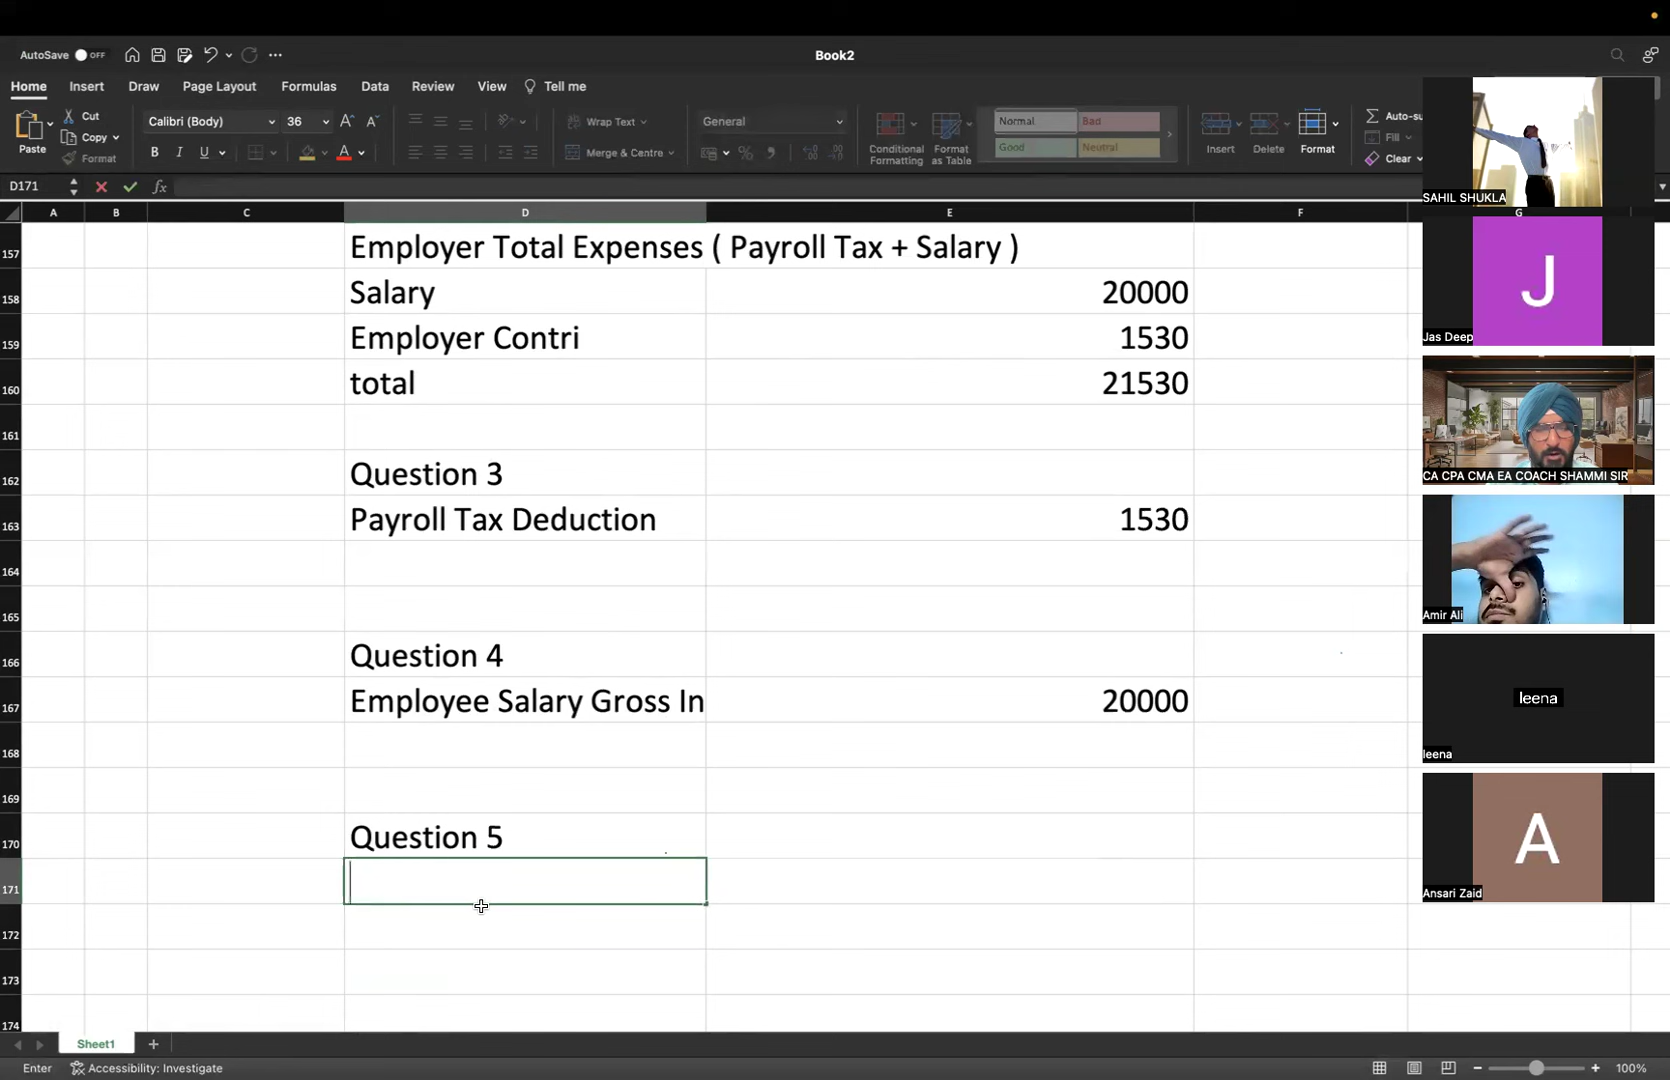 AutoSave OFF
Book2
Home Insert Draw Page Layout Formulas Data Review View Tell me
Paste
Cut
Copy
Format
Calibri (Body) 36
Wrap Text
Merge & Centre
General
Conditional Formatting
Format as Table
Normal Bad
Good Neutral
Insert Delete Format
Auto-su
Fill
Clear
D171 fx
A B C D E F G
157 Employer Total Expenses ( Payroll Tax + Salary )
158 Salary 20000
159 Employer Contri 1530
160 total 21530
161
162 Question 3
163 Payroll Tax Deduction 1530
164
165
166 Question 4
167 Employee Salary Gross In 20000
168
169
170 Question 5
171
172
173
174
SAHIL SHUKLA
J
Jas Deep
CA CPA CMA EA COACH SHAMMI SIR
Amir Ali
leena
leena
A
Ansari Zaid
Sheet1
Enter Accessibility: Investigate 100%